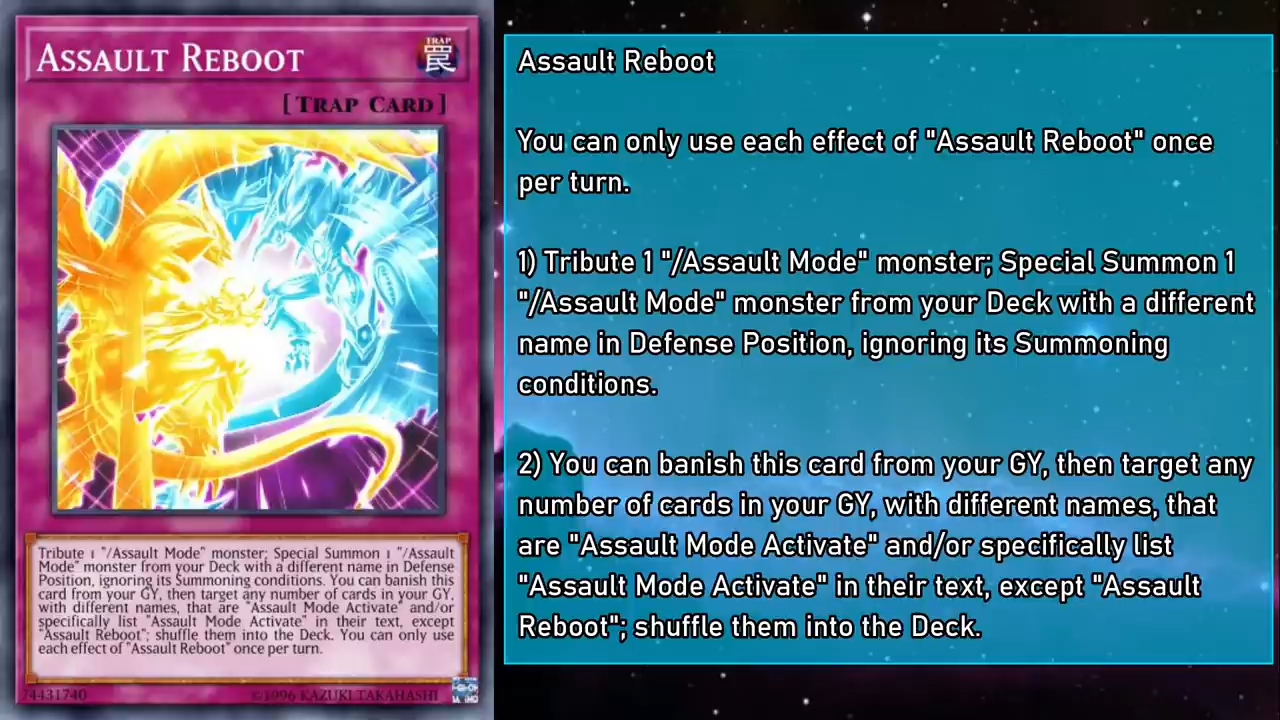 ASSAULT REBOOT
TRAP
罠
[TRAP CARD]
Tribute 1 "/Assault Mode" monster; Special Summon 1 "/Assault
Mode" monster from your Deck with a different name in Defense
Position, ignoring its Summoning conditions. You can banish this
card from your GY, then target any number of cards in your GY,
with different names, that are "Assault Mode Activate" and/or
specifically list "Assault Mode Activate" in their text, except
"Assault Reboot"; shuffle them into the Deck. You can only use
each effect of "Assault Reboot" once per turn.
74431740
©1996 KAZUKI TAKAHASHI
Assault Reboot
You can only use each effect of "Assault Reboot" once
per turn.
1) Tribute 1 "/Assault Mode" monster; Special Summon 1
"/Assault Mode" monster from your Deck with a different
name in Defense Position, ignoring its Summoning
conditions.
2) You can banish this card from your GY, then target any
number of cards in your GY, with different names, that
are "Assault Mode Activate" and/or specifically list
"Assault Mode Activate" in their text, except "Assault
Reboot"; shuffle them into the Deck.